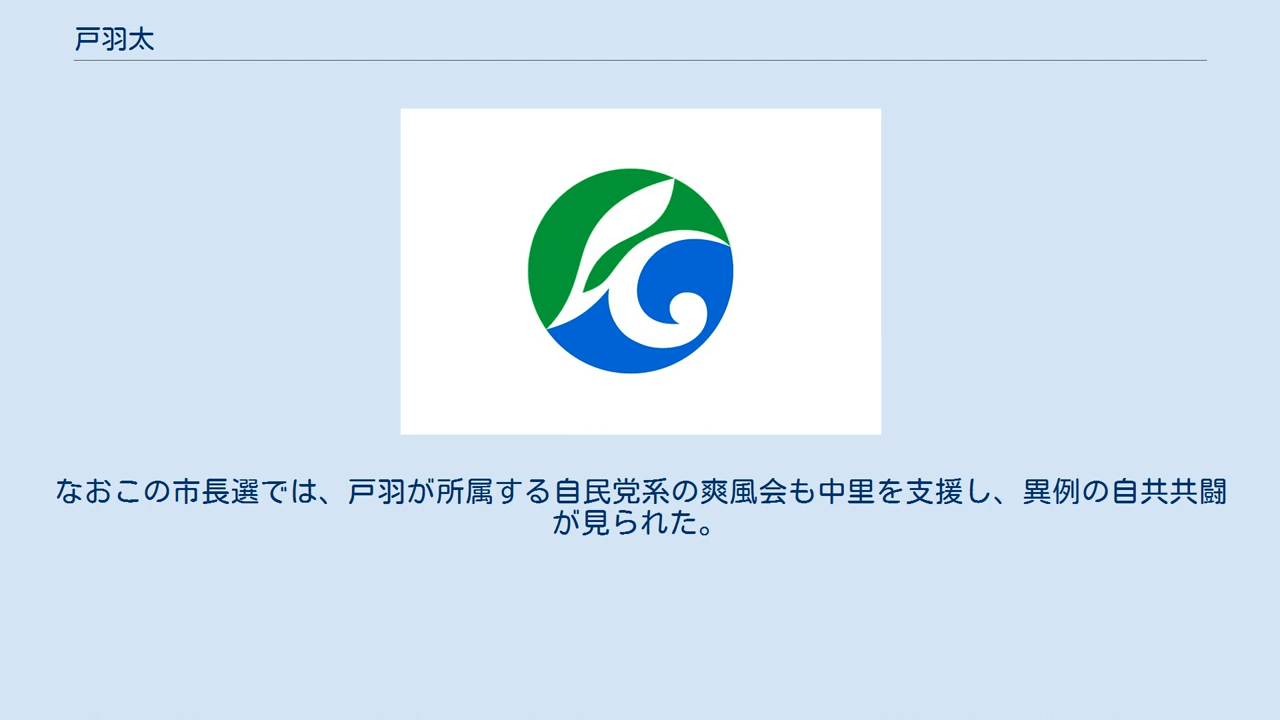 戸羽太
なおこの市長選では、戸羽が所属する自民党系の爽風会も中里を支援し、異例の自共共闘
が見られた。